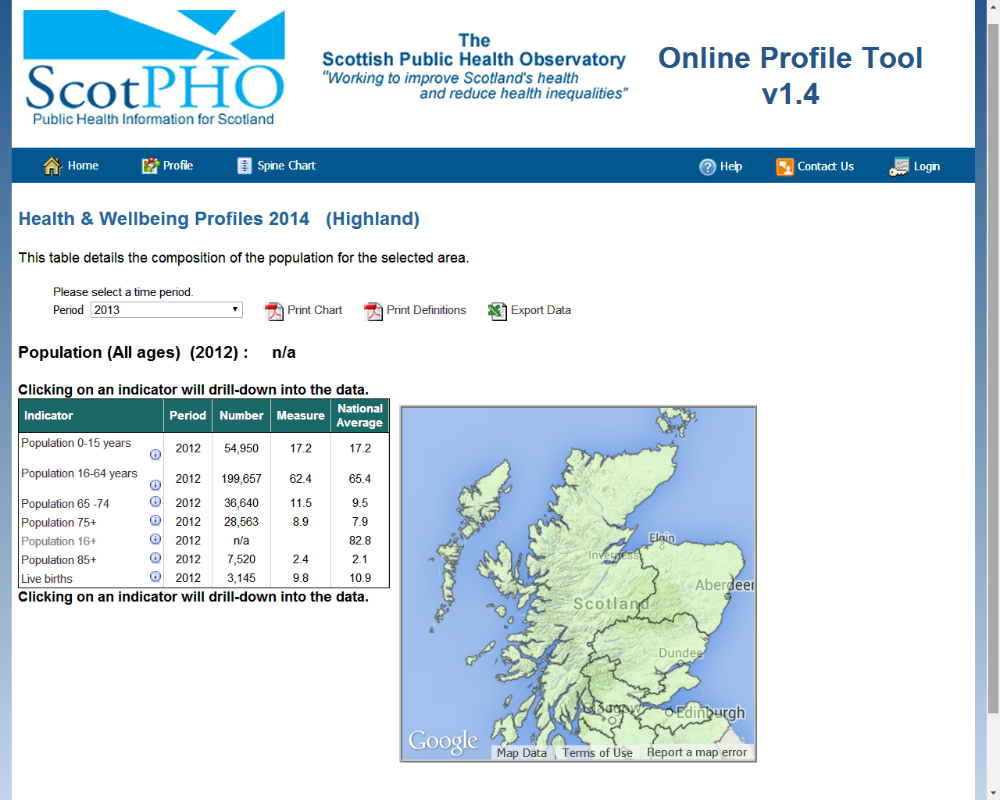 ScotPHO
Public Health Information for Scotland
The
Scottish Public Health Observatory
"Working to improve Scotland's health
and reduce health inequalities"
Online Profile Tool
v1.4
Home Profile Spine Chart Help Contact Us Login
Health & Wellbeing Profiles 2014 (Highland)
This table details the composition of the population for the selected area.
Please select a time period.
Period 2013 Print Chart Print Definitions Export Data
Population (All ages) (2012) : n/a
Clicking on an indicator will drill-down into the data.
Indicator Period Number Measure National Average
Population 0-15 years 2012 54,950 17.2 17.2
Population 16-64 years 2012 199,657 62.4 65.4
Population 65 -74 2012 36,640 11.5 9.5
Population 75+ 2012 28,563 8.9 7.9
Population 16+ 2012 n/a 82.8
Population 85+ 2012 7,520 2.4 2.1
Live births 2012 3,145 9.8 10.9
Clicking on an indicator will drill-down into the data.
Elgin
Inverness
Aberdeen
Scotland
Dundee
Glasgow
Edinburgh
Google
Map Data Terms of Use Report a map error